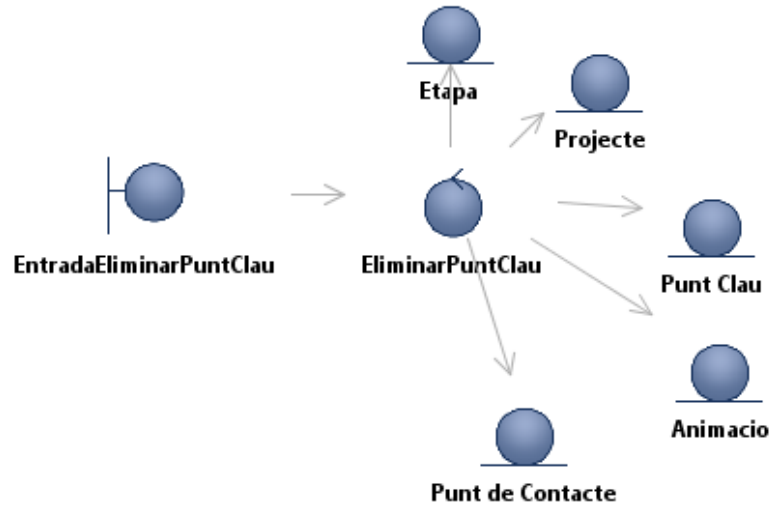 Etapa
Projecte
EntradaEliminarPuntClau
EliminarPuntClau
Punt Clau
Animacio
Punt de Contacte